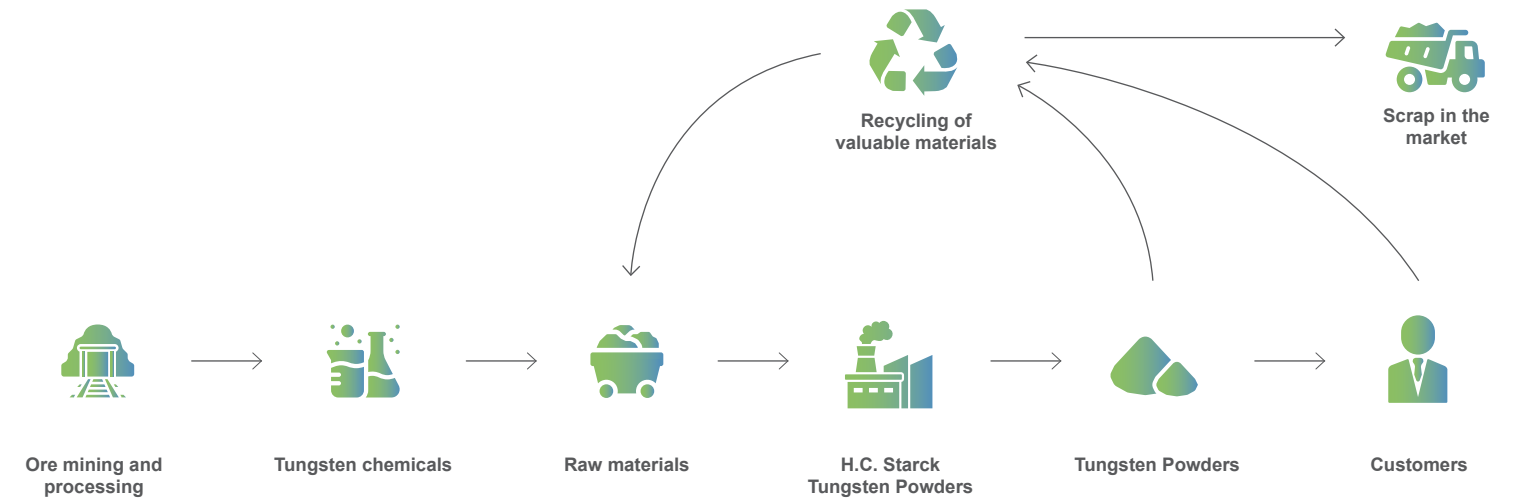 Recycling of
valuable materials
Scrap in the
market
Ore mining and
processing
Tungsten chemicals
Raw materials
H.C. Starck
Tungsten Powders
Tungsten Powders
Customers